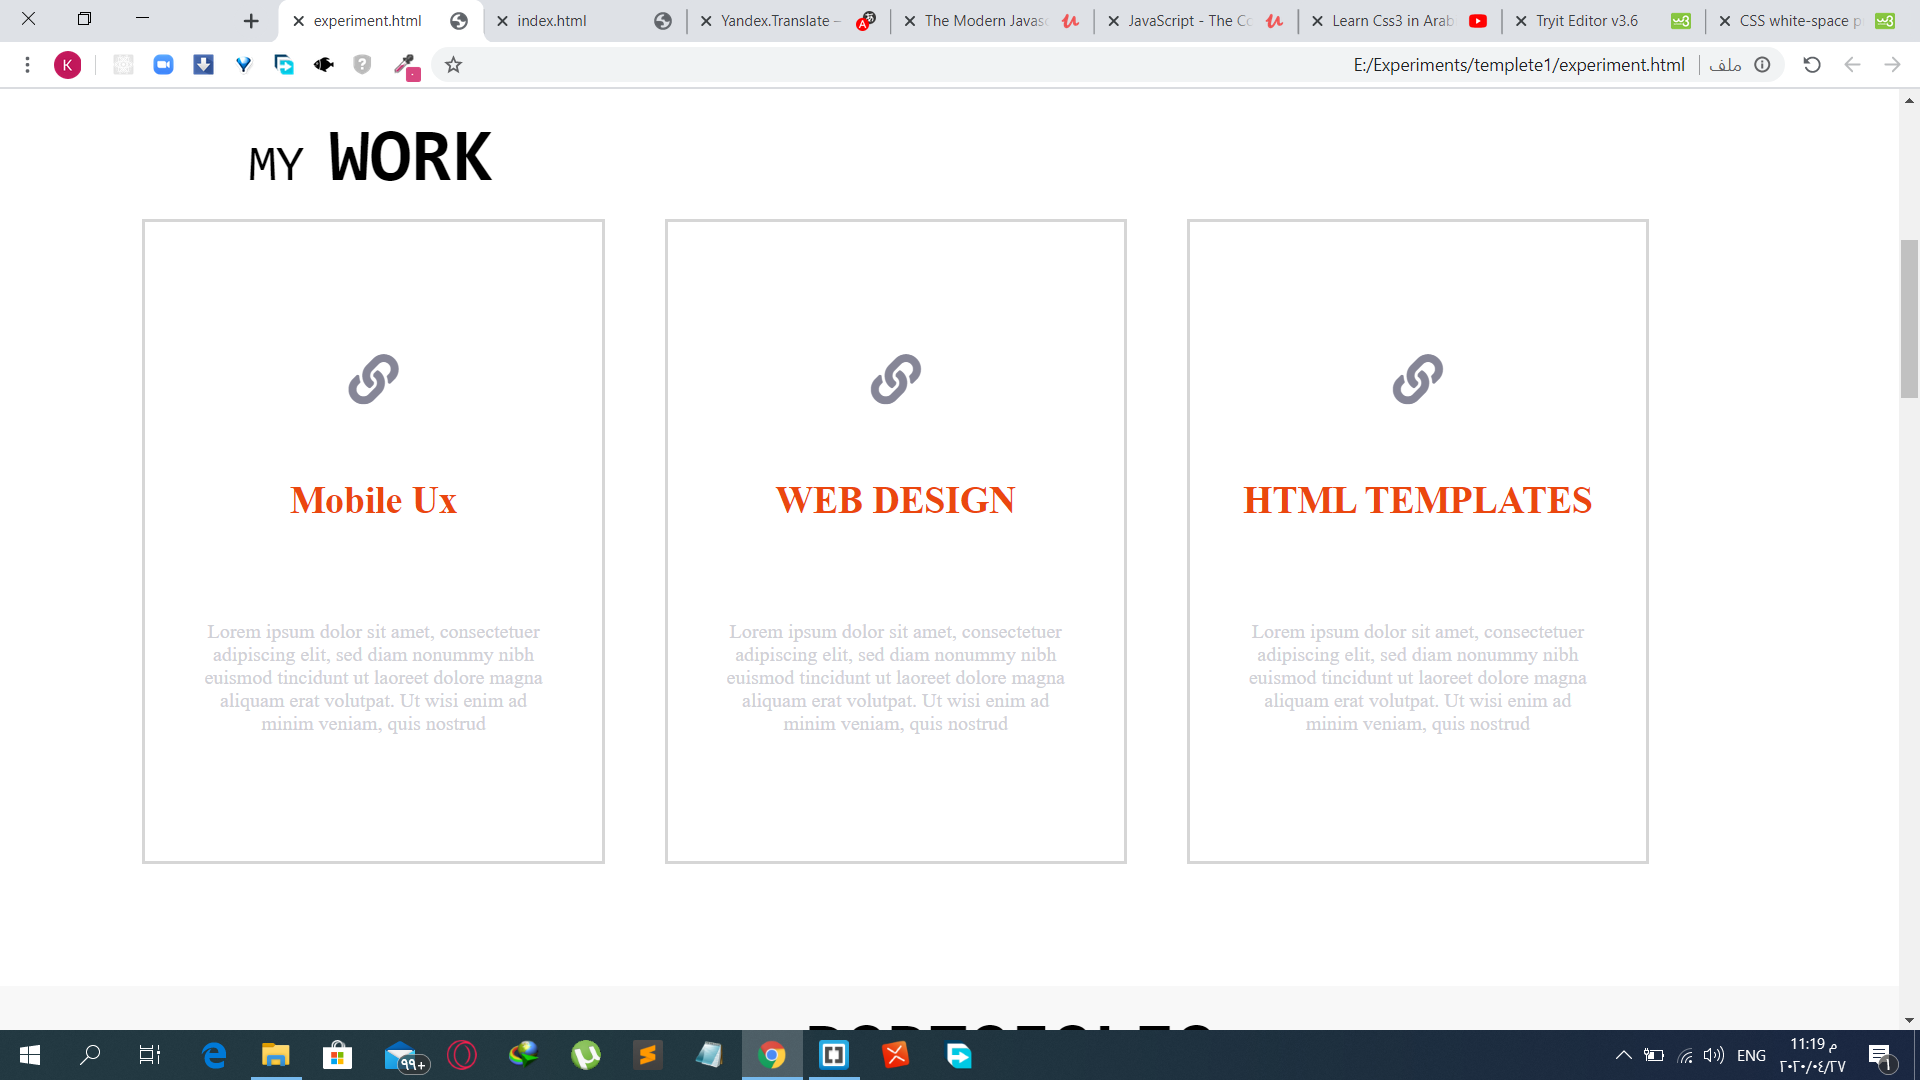 experiment.html
index.html
Yandex.Translate –
The Modern Javasc
JavaScript - The Co
Learn Css3 in Arab
Tryit Editor v3.6
CSS white-space p
K
E:/Experiments/templete1/experiment.html
ملف
MY WORK
Mobile Ux
Lorem ipsum dolor sit amet, consectetuer
adipiscing elit, sed diam nonummy nibh
euismod tincidunt ut laoreet dolore magna
aliquam erat volutpat. Ut wisi enim ad
minim veniam, quis nostrud
WEB DESIGN
Lorem ipsum dolor sit amet, consectetuer
adipiscing elit, sed diam nonummy nibh
euismod tincidunt ut laoreet dolore magna
aliquam erat volutpat. Ut wisi enim ad
minim veniam, quis nostrud
HTML TEMPLATES
Lorem ipsum dolor sit amet, consectetuer
adipiscing elit, sed diam nonummy nibh
euismod tincidunt ut laoreet dolore magna
aliquam erat volutpat. Ut wisi enim ad
minim veniam, quis nostrud
٩٩+
ENG
11:19 م
٢٠٢٠/٠٤/٢٧
١